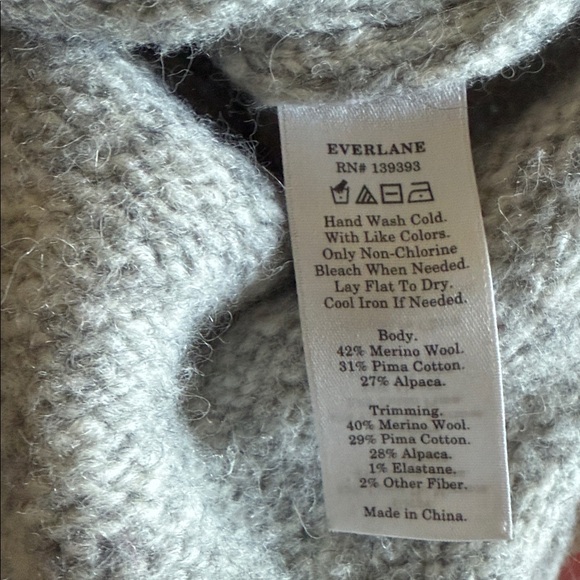 EVERLANE
RN# 139393
Hand Wash Cold.
With Like Colors.
Only Non-Chlorine
Bleach When Needed.
Lay Flat To Dry.
Cool Iron If Needed.
Body.
42% Merino Wool.
31% Pima Cotton.
27% Alpaca.
Trimming.
40% Merino Wool.
29% Pima Cotton.
28% Alpaca.
1% Elastane.
2% Other Fiber.
Made in China.